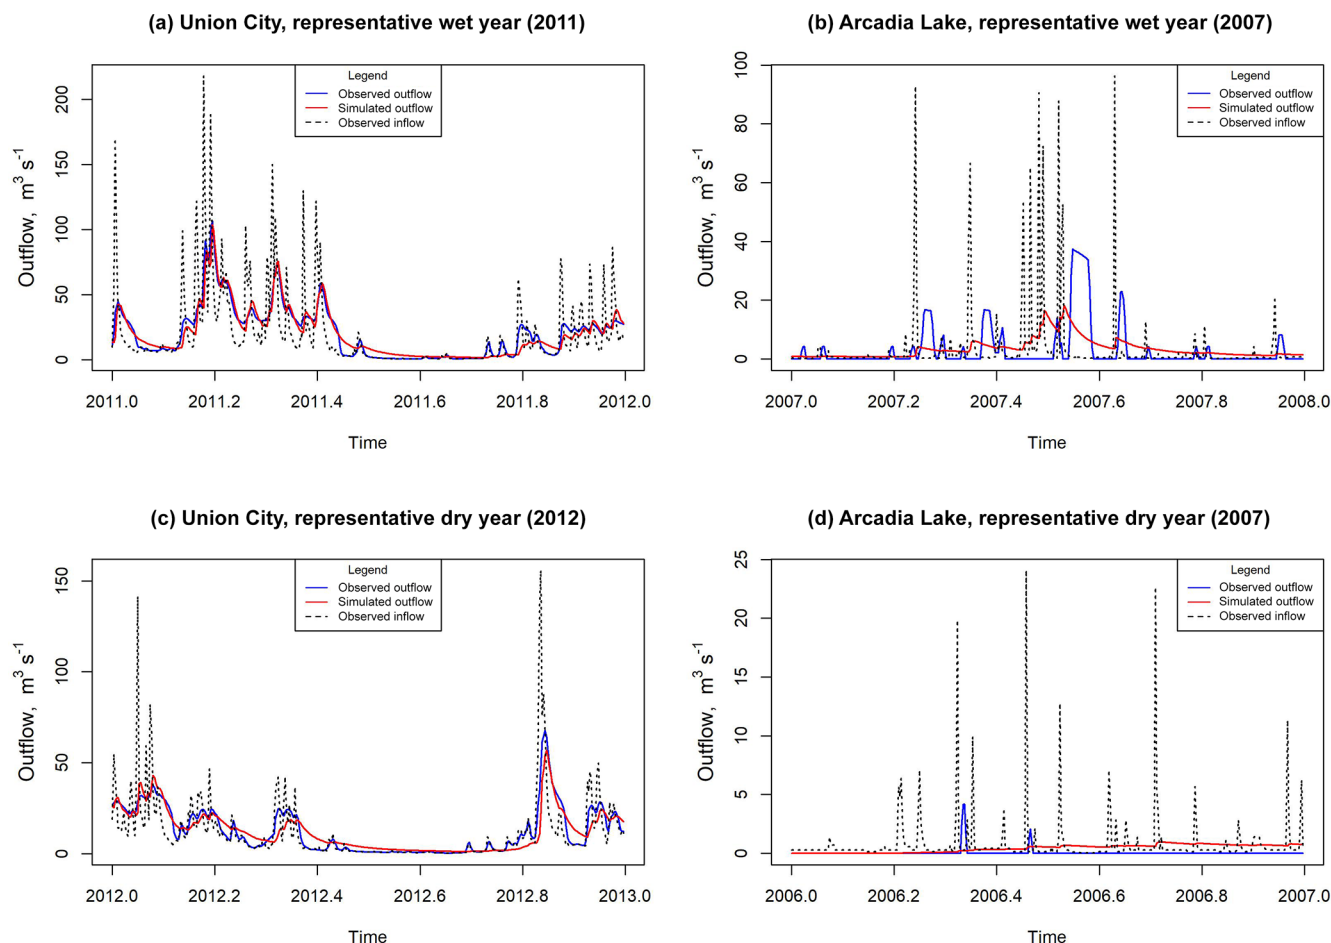 (a) Union City, representative wet year (2011)
Legend
Observed outflow
Simulated outflow
Observed inflow
Outflow, m³ s⁻¹
200
150
100
50
0
2011.0 2011.2 2011.4 2011.6 2011.8 2012.0
Time
(b) Arcadia Lake, representative wet year (2007)
Legend
Observed outflow
Simulated outflow
Observed inflow
Outflow, m³ s⁻¹
100
80
60
40
20
0
2007.0 2007.2 2007.4 2007.6 2007.8 2008.0
Time
(c) Union City, representative dry year (2012)
Legend
Observed outflow
Simulated outflow
Observed inflow
Outflow, m³ s⁻¹
150
100
50
0
2012.0 2012.2 2012.4 2012.6 2012.8 2013.0
Time
(d) Arcadia Lake, representative dry year (2007)
Legend
Observed outflow
Simulated outflow
Observed inflow
Outflow, m³ s⁻¹
25
20
15
10
5
0
2006.0 2006.2 2006.4 2006.6 2006.8 2007.0
Time